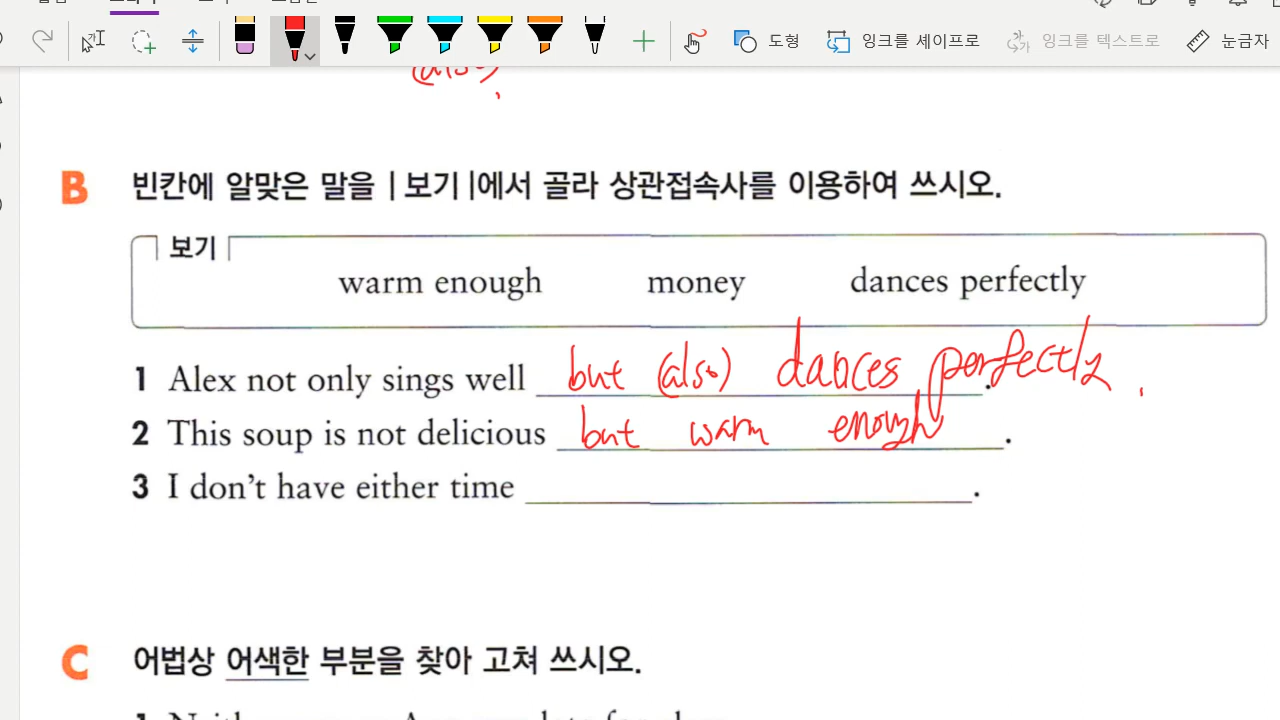 도형 잉크를 셰이프로 잉크를 텍스트로 눈금자
(also)
B 빈칸에 알맞은 말을 |보기|에서 골라 상관접속사를 이용하여 쓰시오.
보기
warm enough money dances perfectly
1 Alex not only sings well but (also) dances perfectly.
2 This soup is not delicious but warm enough.
3 I don't have either time ____________.
C 어법상 어색한 부분을 찾아 고쳐 쓰시오.